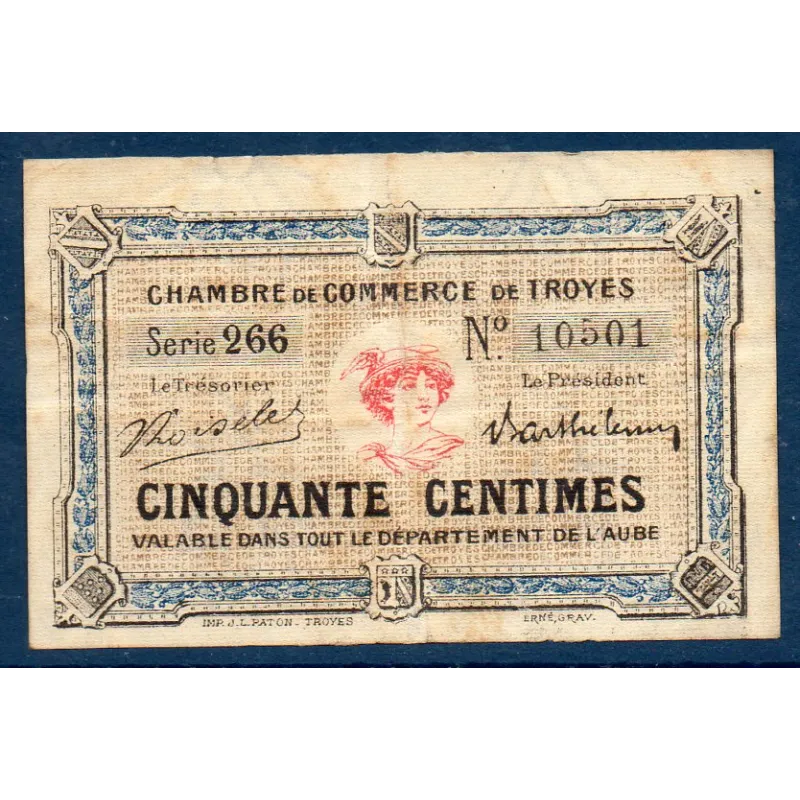 CHAMBRE DE COMMERCE DE TROYES
Serie 266 N.º 10501
Le Trésorier Le Président
Barthélemy
CINQUANTE CENTIMES
VALABLE DANS TOUT LE DÉPARTEMENT DE L'AUBE
IMP. J. L. PATON - TROYES ERNÉ, GRAV.